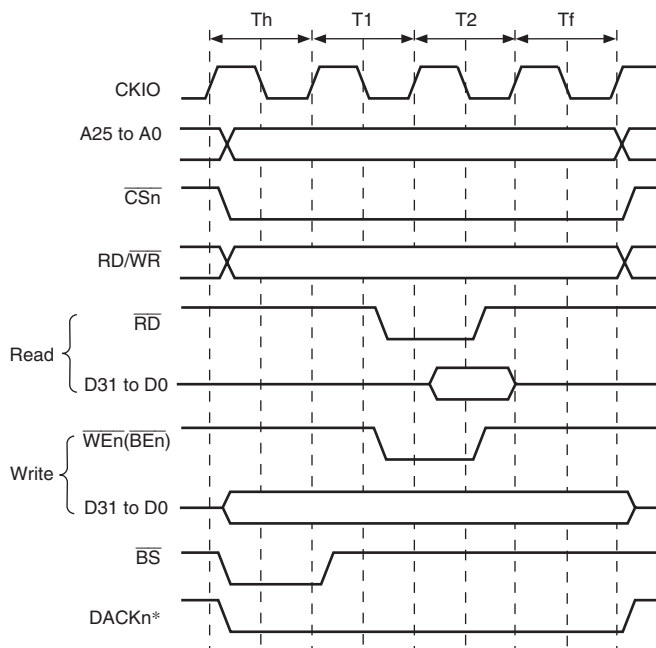 Th T1 T2 Tf
CKIO
A25 to A0
CSn
RD/WR
RD
Read
D31 to D0
WEn(BEn)
Write
D31 to D0
BS
DACKn*